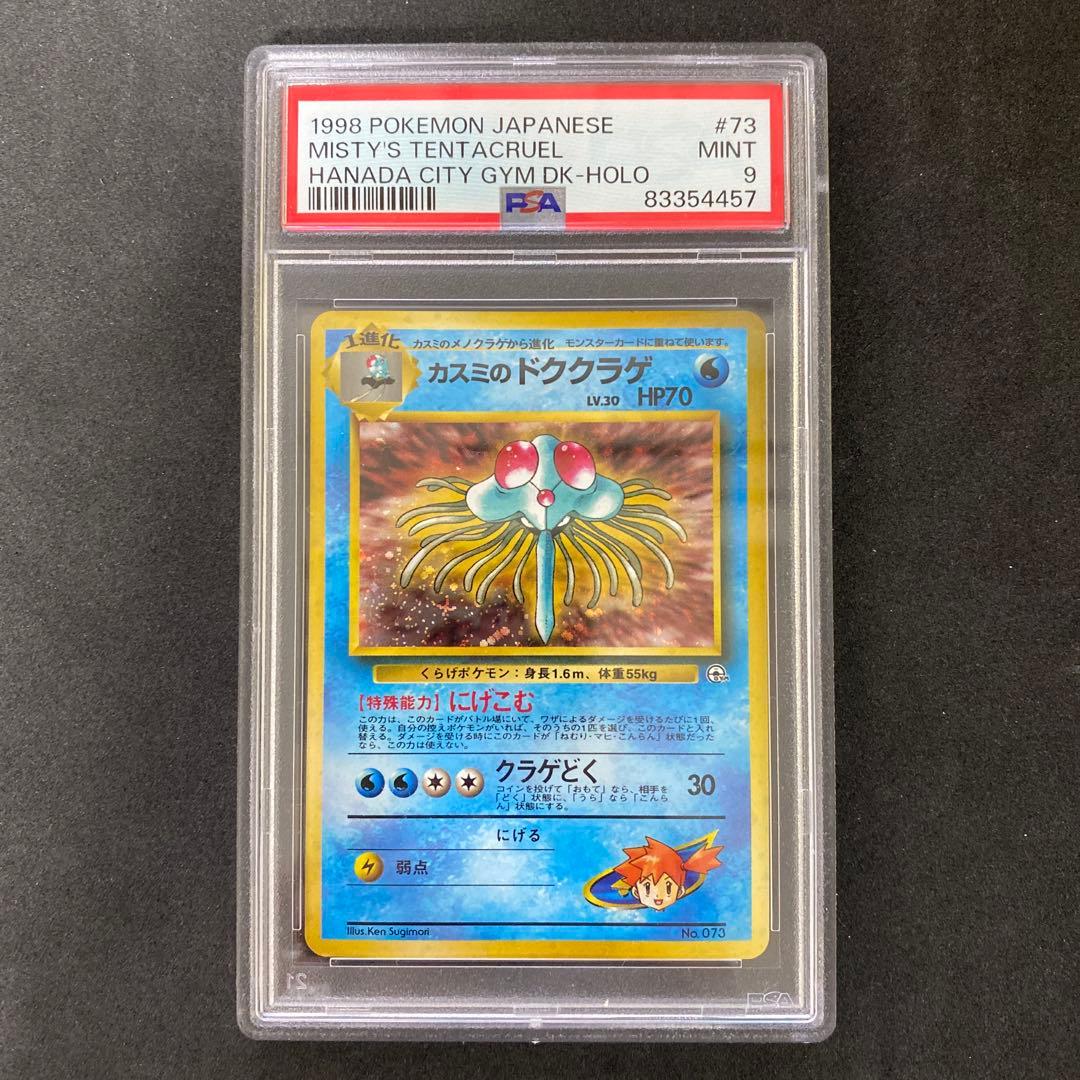 1998 POKEMON JAPANESE #73
MISTY'S TENTACRUEL MINT
HANADA CITY GYM DK-HOLO 9
PSA 83354457
1進化
カスミのメノクラゲから進化 モンスターカードに重ねて使います。
カスミのドククラゲ
LV.30 HP70
くらげポケモン：身長1.6m、体重55kg
【特殊能力】にげこむ
この力は、このカードがバトル場にいて、ワザによるダメージを受けるたびに1回、
使える。自分の控えポケモンがいれば、そのうちの1匹を選び、このカードと入れ
替える。ダメージを受ける時にこのカードが「ねむり・マヒ・こんらん」状態だった
なら、この力は使えない。
クラゲどく 30
コインを投げて「おもて」なら、相手を
「どく」状態に、「うら」なら「こんら
ん」状態にする。
にげる
弱点
Illus.Ken Sugimori No. 073
PSA